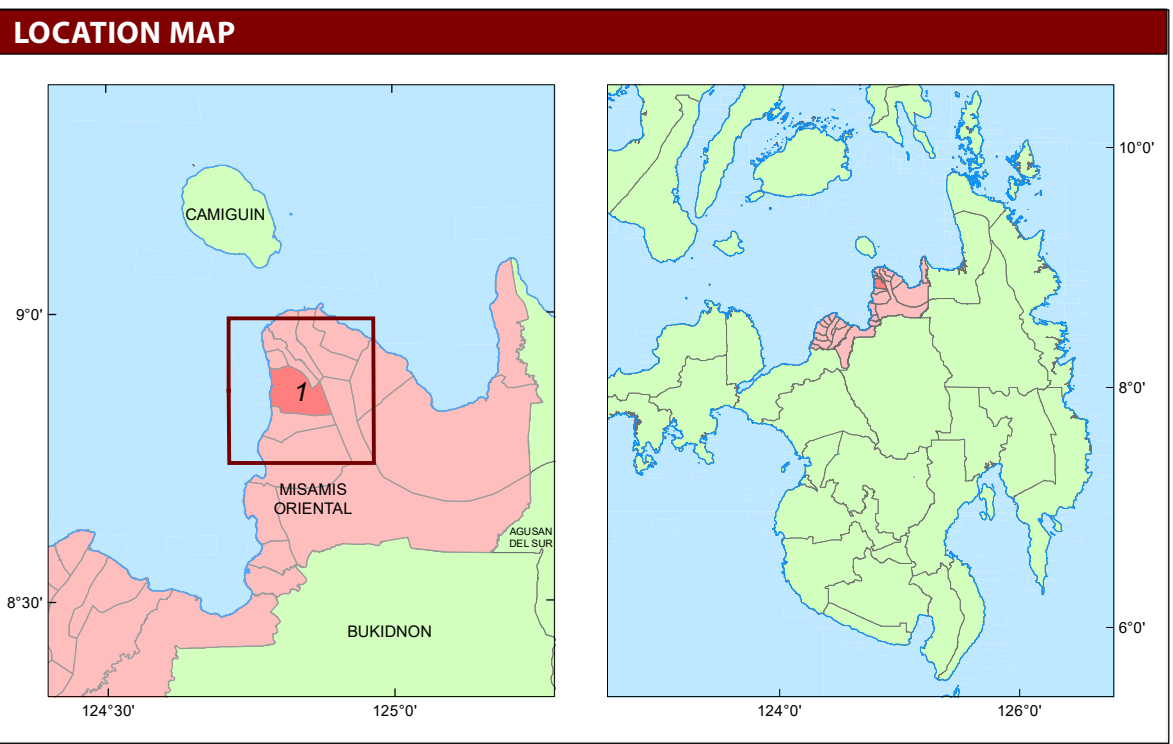 LOCATION MAP
CAMIGUIN
10°0'
9°0'
1
8°0'
MISAMIS
ORIENTAL
AGUSAN
DEL SUR
8°30'
BUKIDNON
6°0'
124°30'
125°0'
124°0'
126°0'